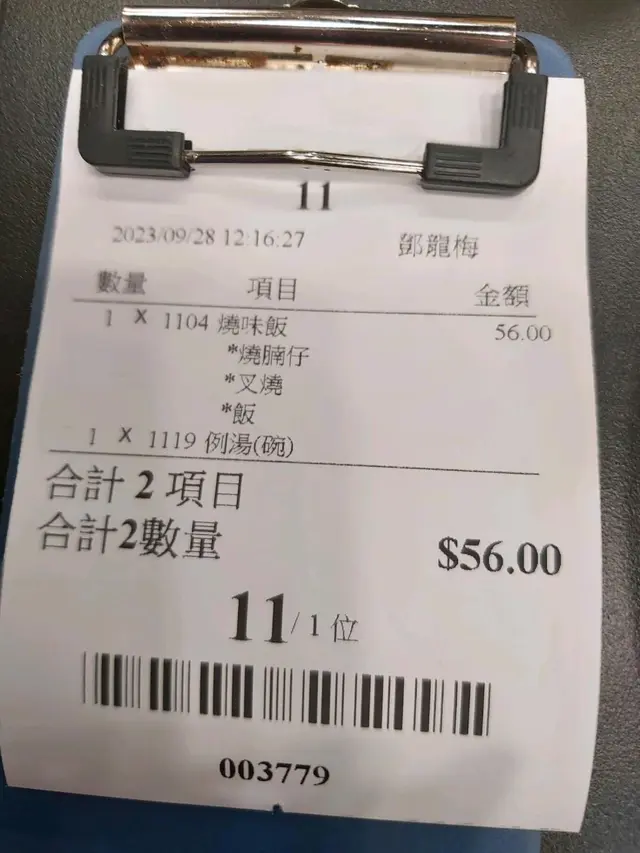 11
2023/09/28 12:16:27 鄧龍梅
數量 項目 金額
1 X 1104 燒味飯 56.00
*燒腩仔
*叉燒
*飯
1 X 1119 例湯(碗)
合計 2 項目
合計2數量 $56.00
11/ 1 位
003779